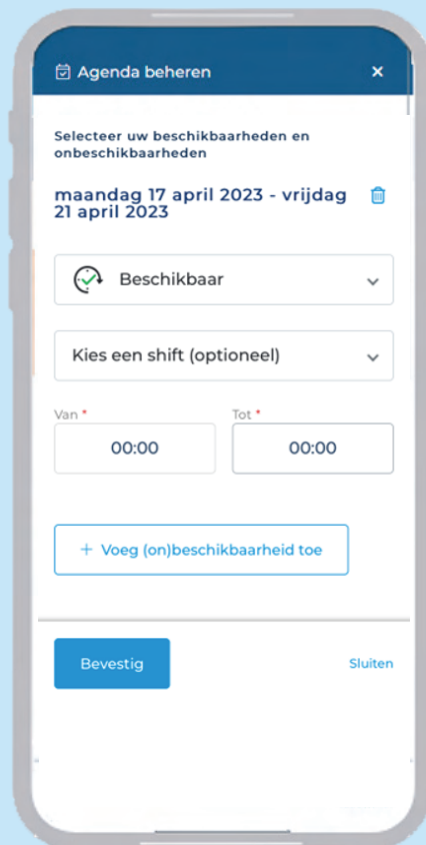 Agenda beheren
Selecteer uw beschikbaarheden en
onbeschikbaarheden
maandag 17 april 2023 - vrijdag
21 april 2023
Beschikbaar
Kies een shift (optioneel)
Van * Tot *
00:00 00:00
+ Voeg (on)beschikbaarheid toe
Bevestig Sluiten